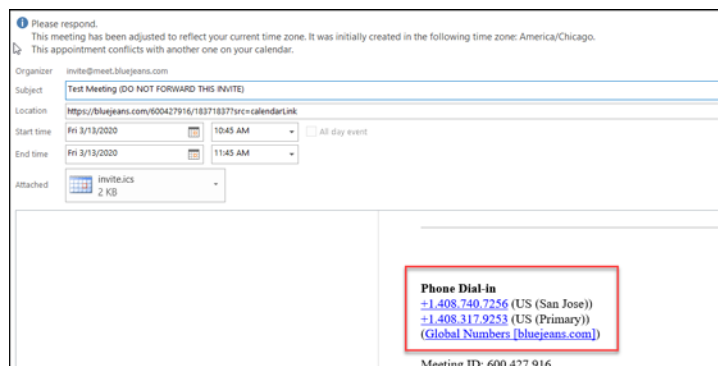 Please respond.
This meeting has been adjusted to reflect your current time zone. It was initially created in the following time zone: America/Chicago.
This appointment conflicts with another one on your calendar.
Organizer invite@meet.bluejeans.com
Subject Test Meeting (DO NOT FORWARD THIS INVITE)
Location https://bluejeans.com/600427916/18371837?src=calendarLink
Start time Fri 3/13/2020 10:45 AM All day event
End time Fri 3/13/2020 11:45 AM
Attached invite.ics
2 KB
Phone Dial-in
+1.408.740.7256 (US (San Jose))
+1.408.317.9253 (US (Primary))
(Global Numbers [bluejeans.com])
Meeting ID: 600 427 916